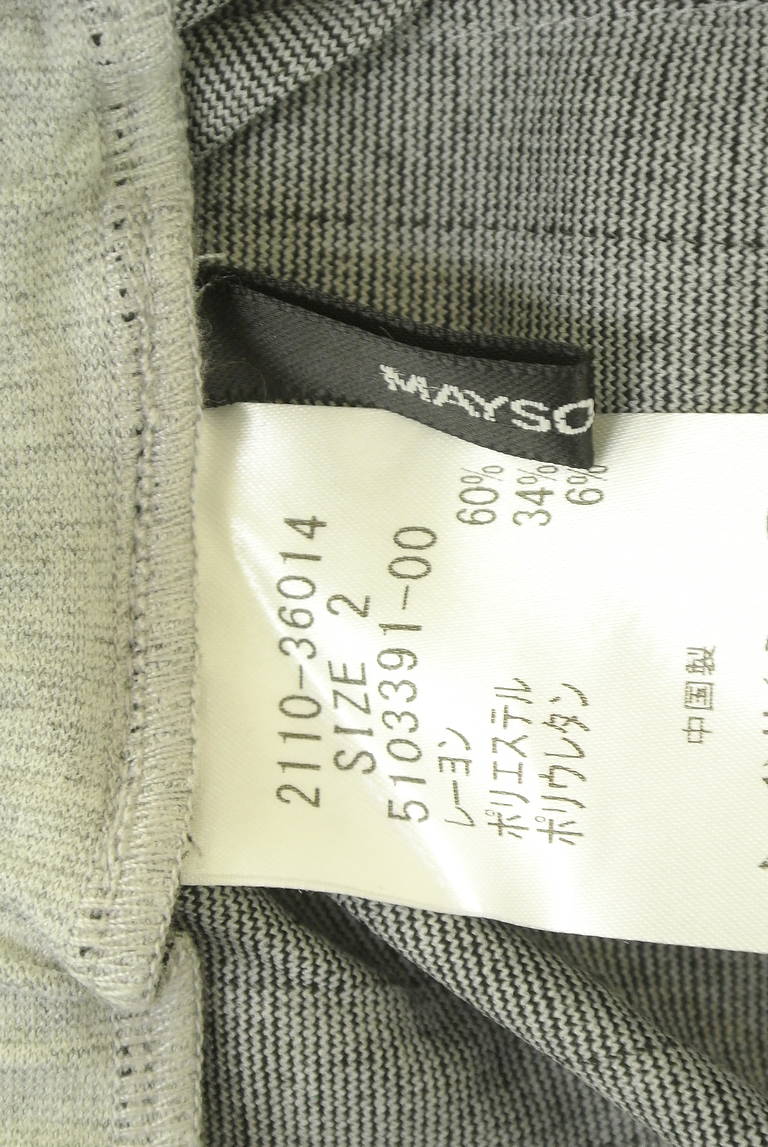 MAYSO
2110-36014
SIZE 2
5103391-00
レーヨン 60%
ポリエステル 34%
ポリウレタン 6%
中国製